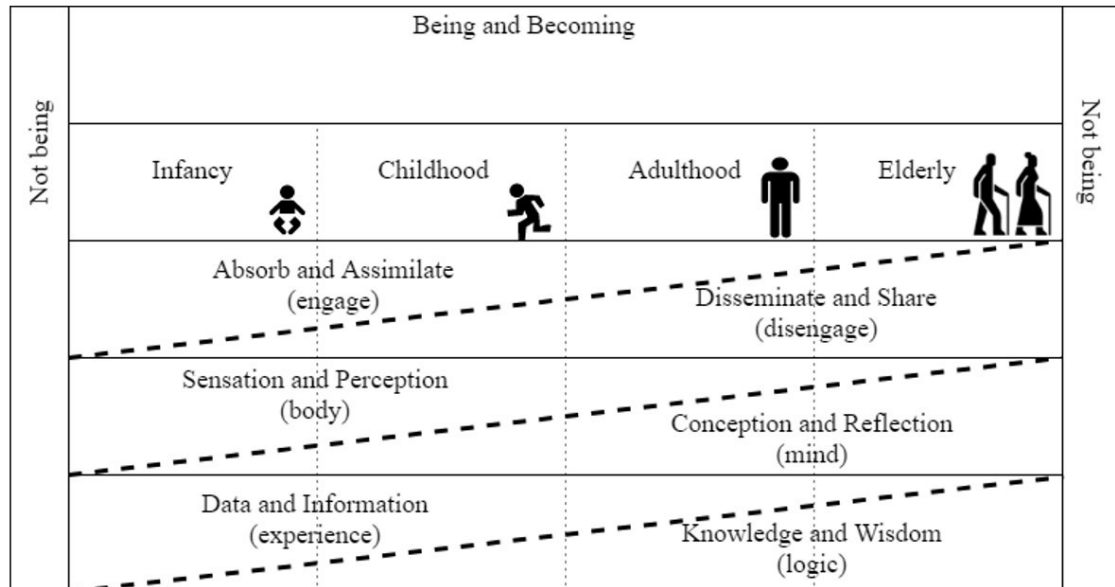 Being and Becoming
Not being
Infancy
Childhood
Adulthood
Elderly
Not being
Absorb and Assimilate
(engage)
Disseminate and Share
(disengage)
Sensation and Perception
(body)
Conception and Reflection
(mind)
Data and Information
(experience)
Knowledge and Wisdom
(logic)